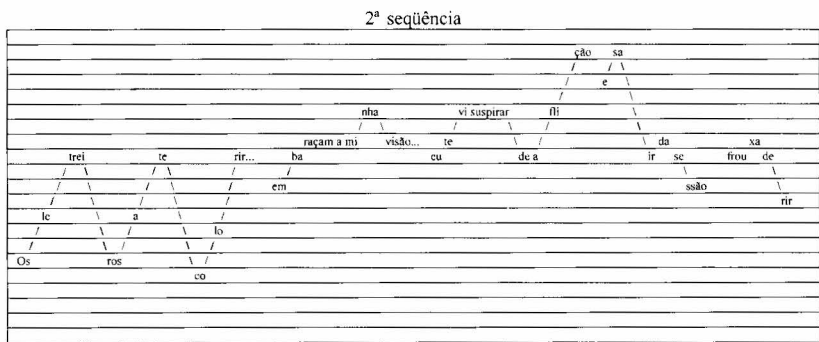 2ª seqüência
ção sa
e
nha vi suspirar fli
raçam a mi visão... te da xa
trei te rir... ba eu de a ir se frou de
em ssão
rir
le a
lo
Os ros
co